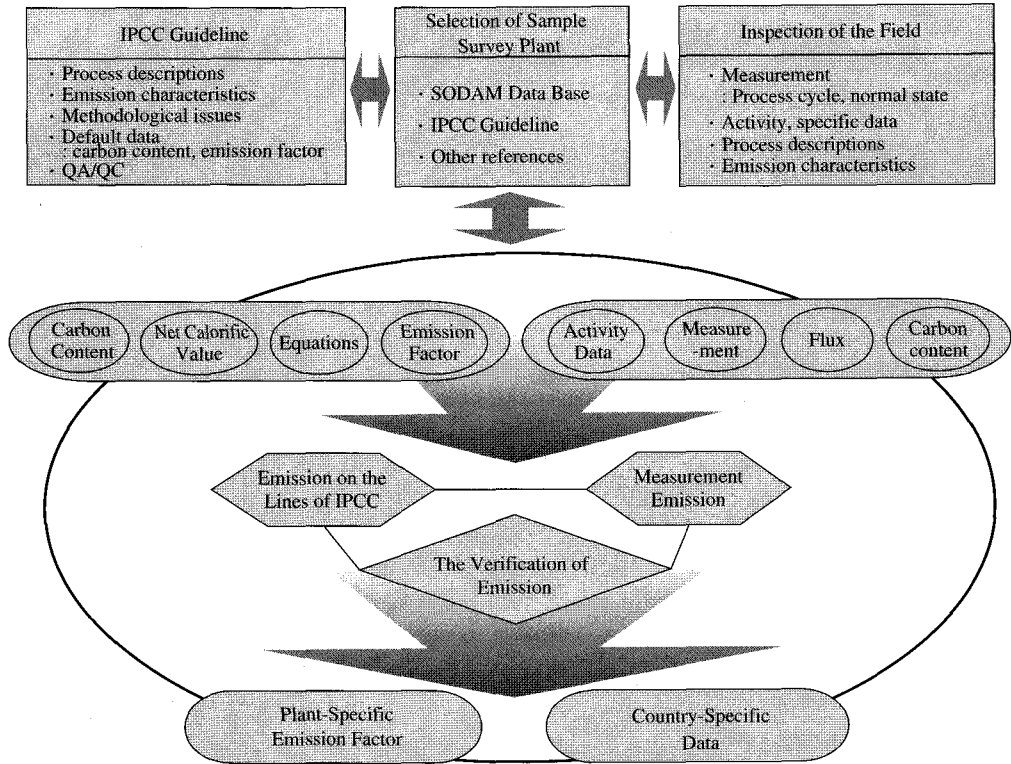 IPCC Guideline
· Process descriptions
· Emission characteristics
· Methodological issues
· Default data
: carbon content, emission factor
· QA/QC
Selection of Sample
Survey Plant
· SODAM Data Base
· IPCC Guideline
· Other references
Inspection of the Field
· Measurement
: Process cycle, normal state
· Activity, specific data
· Process descriptions
· Emission characteristics
Carbon
Content
Net Calorific
Value
Equations
Emission
Factor
Activity
Data
Measure
-ment
Flux
Carbon
content
Emission on the
Lines of IPCC
Measurement
Emission
The Verification of
Emission
Plant-Specific
Emission Factor
Country-Specific
Data